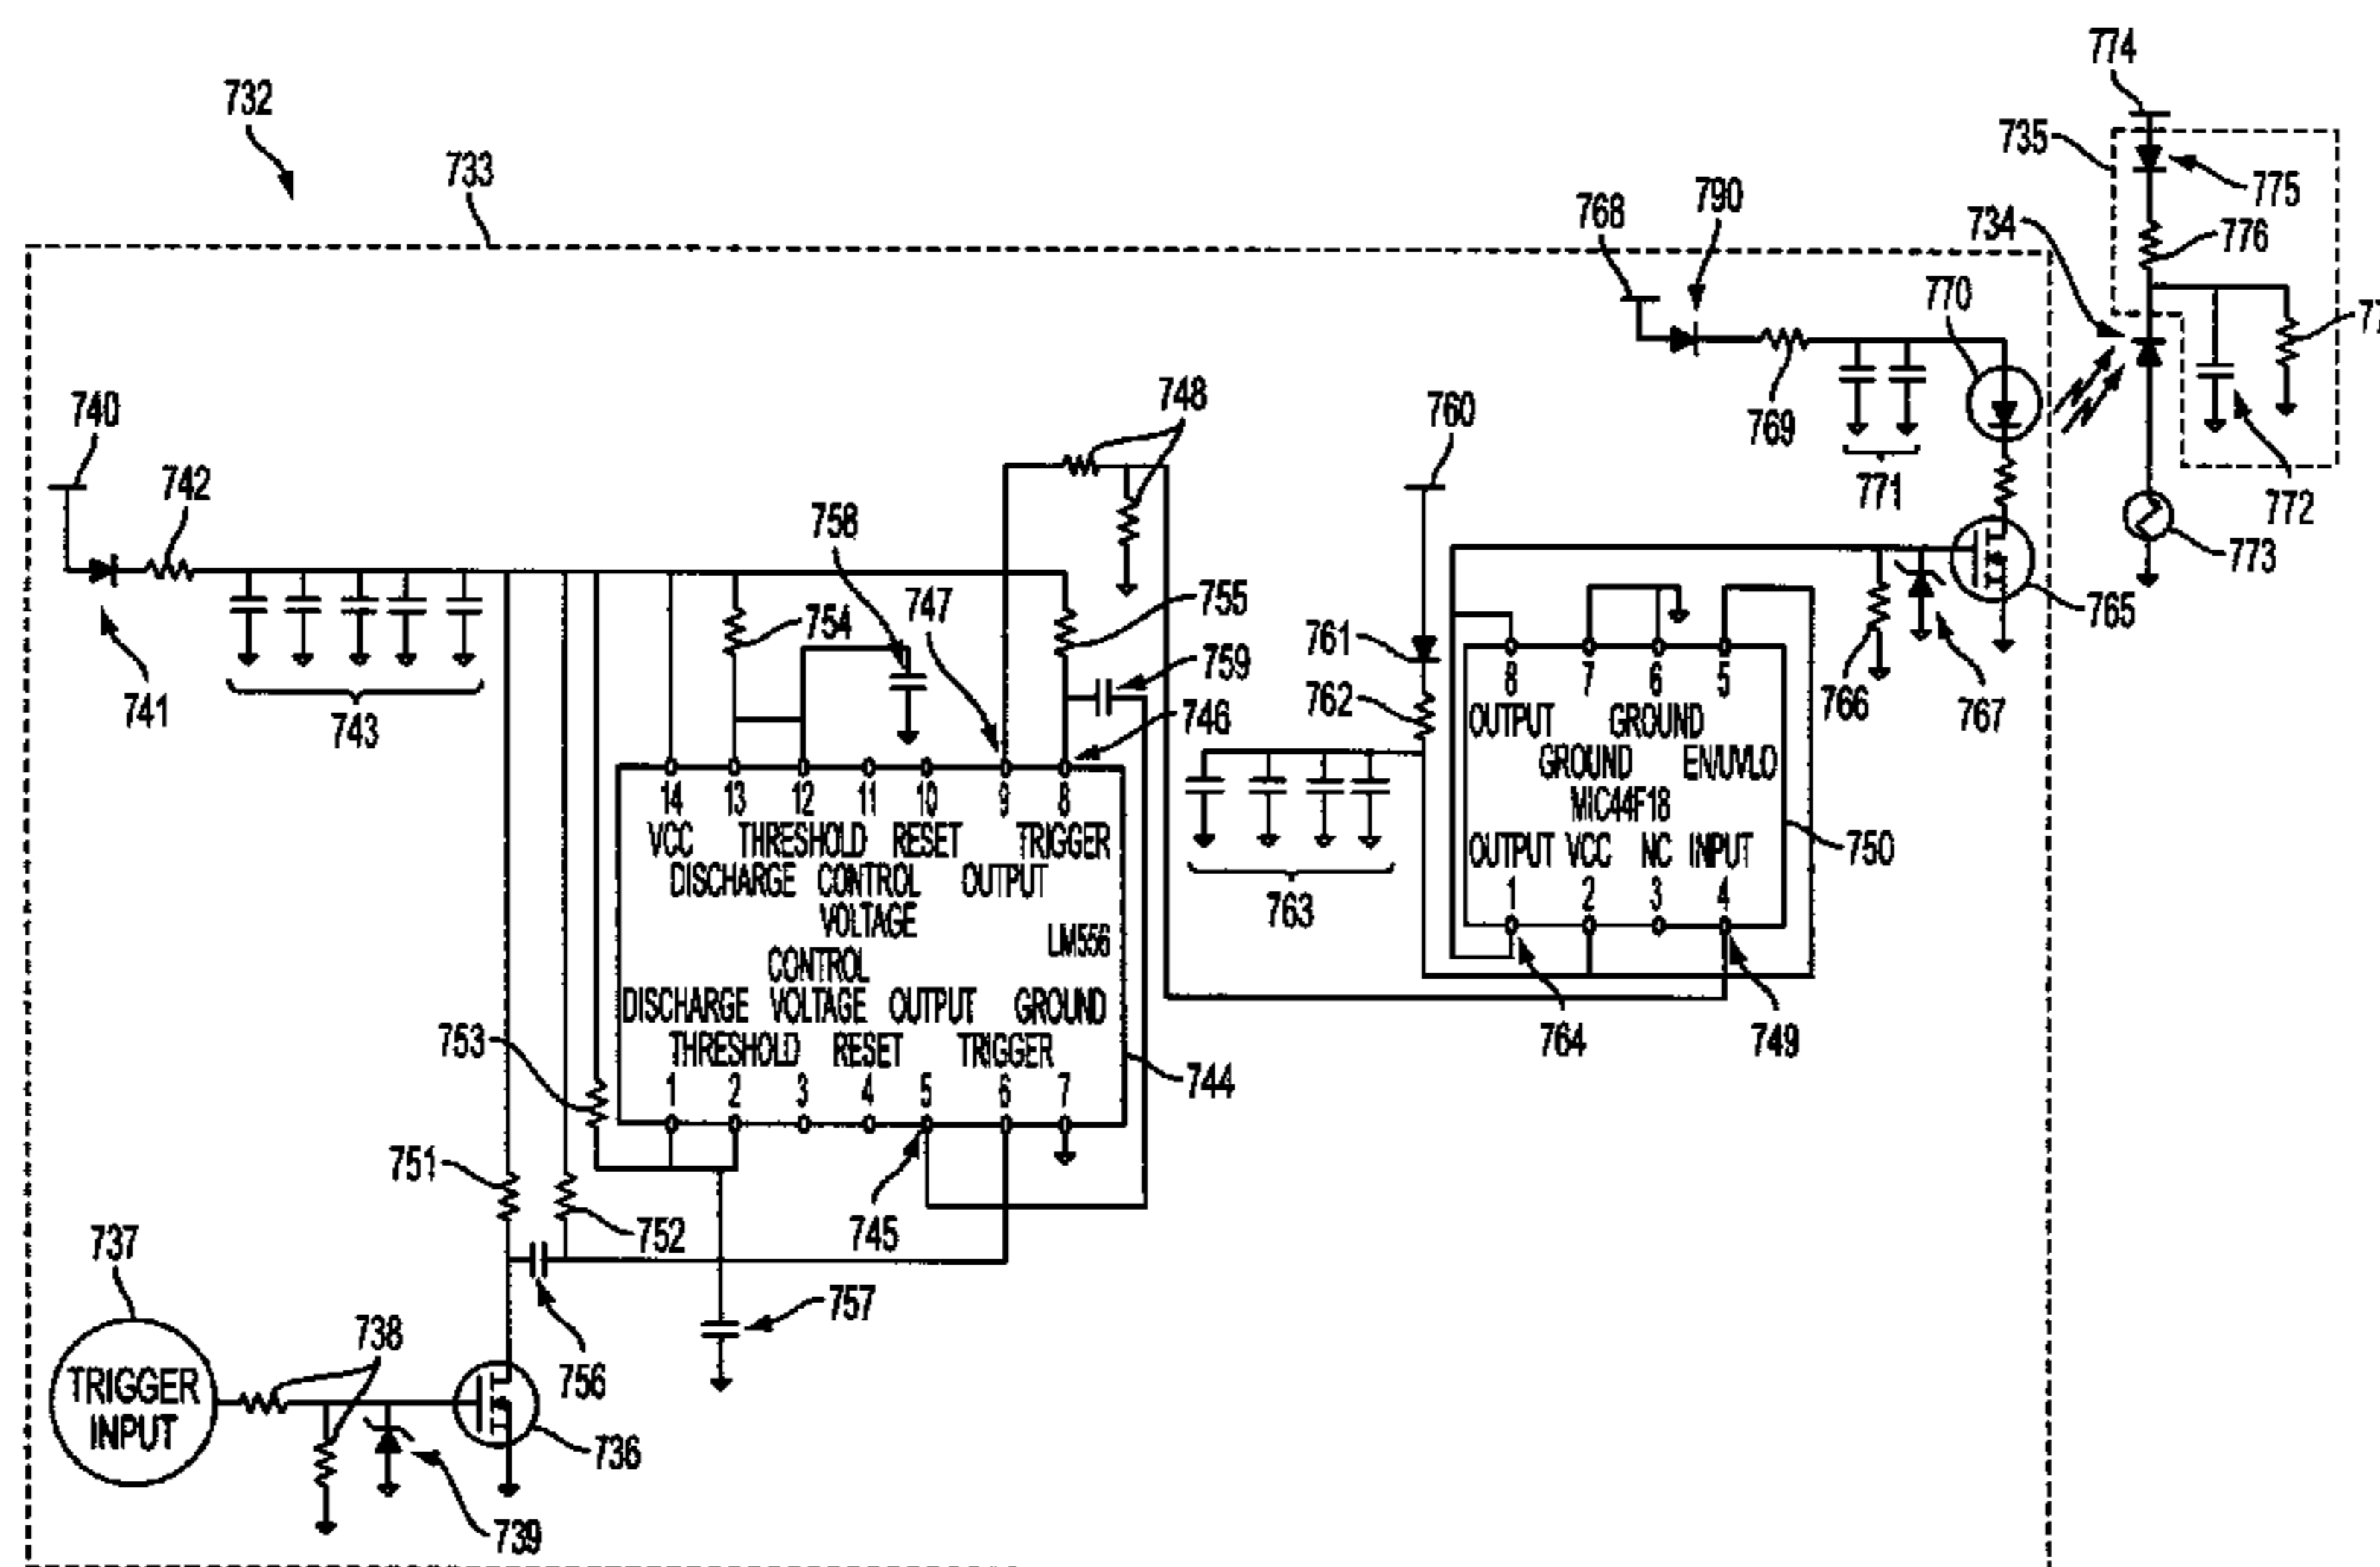 774
732
735
733
775
790
768
734
776
770
748
740
760
769
742
771
772
758
773
747
755
754
761
759
765
741
743
762
746
766
767
8 7 6 5
OUTPUT GROUND
GROUND EN/UVLO
MIC44F18
OUTPUT VCC NC INPUT
1 2 3 4
750
763
764
749
14 13 12 11 10 9 8
VCC THRESHOLD RESET TRIGGER
DISCHARGE CONTROL OUTPUT
VOLTAGE
LM556
CONTROL
DISCHARGE VOLTAGE OUTPUT GROUND
THRESHOLD RESET TRIGGER
1 2 3 4 5 6 7
753
744
751
752
745
737
757
738
756
TRIGGER
INPUT
736
739